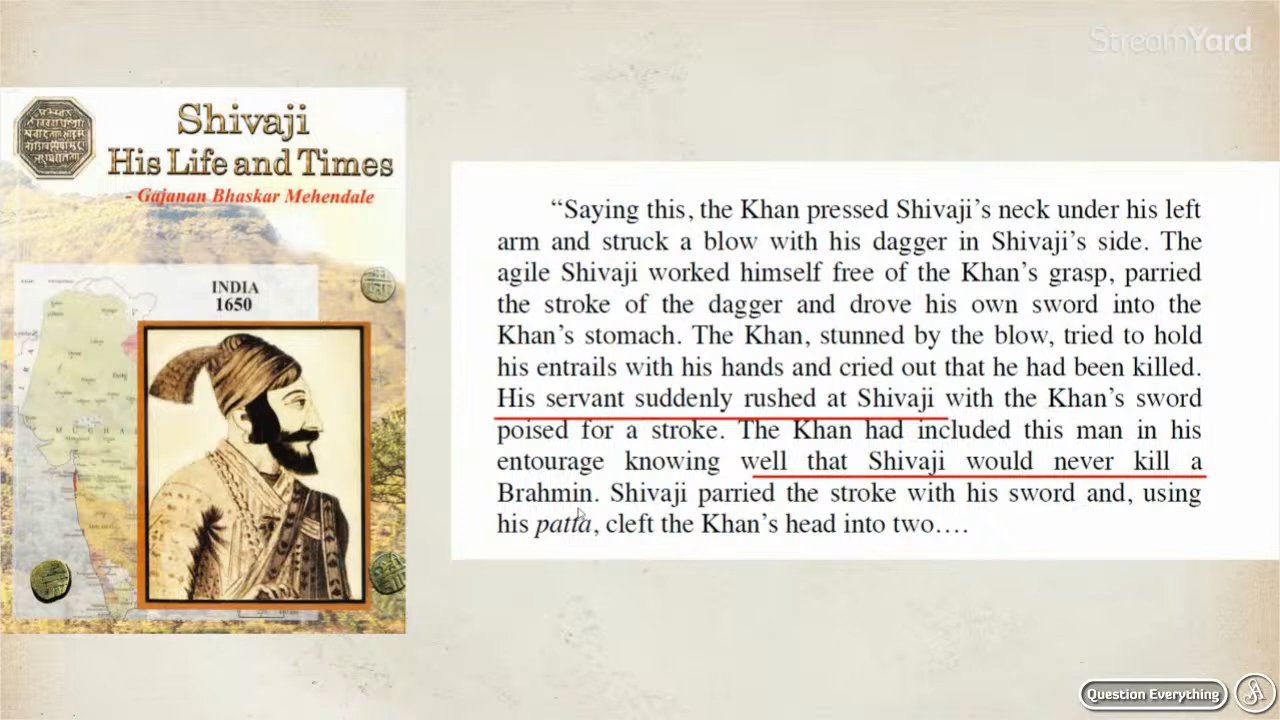 StreamYard
Shivaji
His Life and Times
- Gajanan Bhaskar Mehendale
INDIA
1650
“Saying this, the Khan pressed Shivaji’s neck under his left
arm and struck a blow with his dagger in Shivaji’s side. The
agile Shivaji worked himself free of the Khan’s grasp, parried
the stroke of the dagger and drove his own sword into the
Khan’s stomach. The Khan, stunned by the blow, tried to hold
his entrails with his hands and cried out that he had been killed.
His servant suddenly rushed at Shivaji with the Khan’s sword
poised for a stroke. The Khan had included this man in his
entourage knowing well that Shivaji would never kill a
Brahmin. Shivaji parried the stroke with his sword and, using
his patta, cleft the Khan’s head into two….
Question Everything